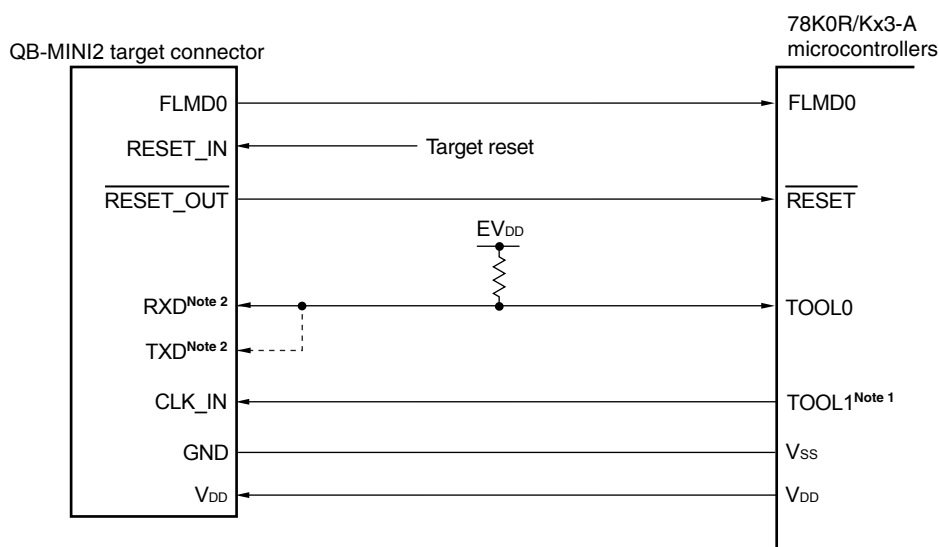 78K0R/Kx3-A
microcontrollers
QB-MINI2 target connector
FLMD0 FLMD0
RESET_IN Target reset
RESET_OUT RESET
EVDD
RXDNote 2 TOOL0
TXDNote 2
CLK_IN TOOL1Note 1
GND VSS
VDD VDD